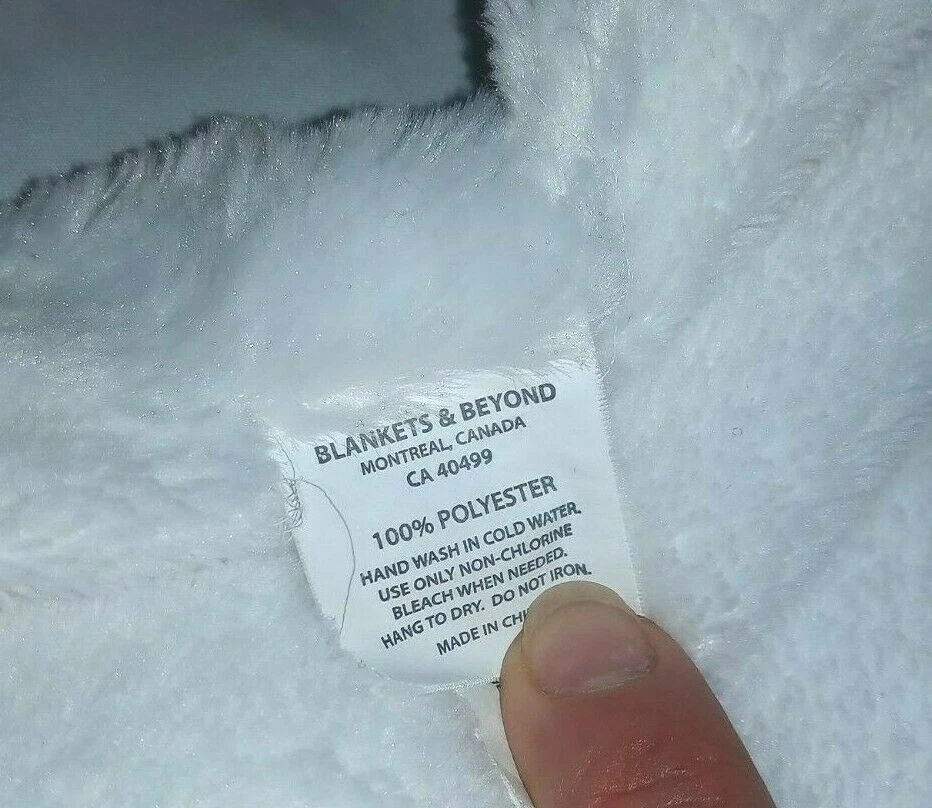 BLANKETS & BEYOND
MONTREAL, CANADA
CA 40499
100% POLYESTER
HAND WASH IN COLD WATER.
USE ONLY NON-CHLORINE
BLEACH WHEN NEEDED.
HANG TO DRY. DO NOT IRON.
MADE IN